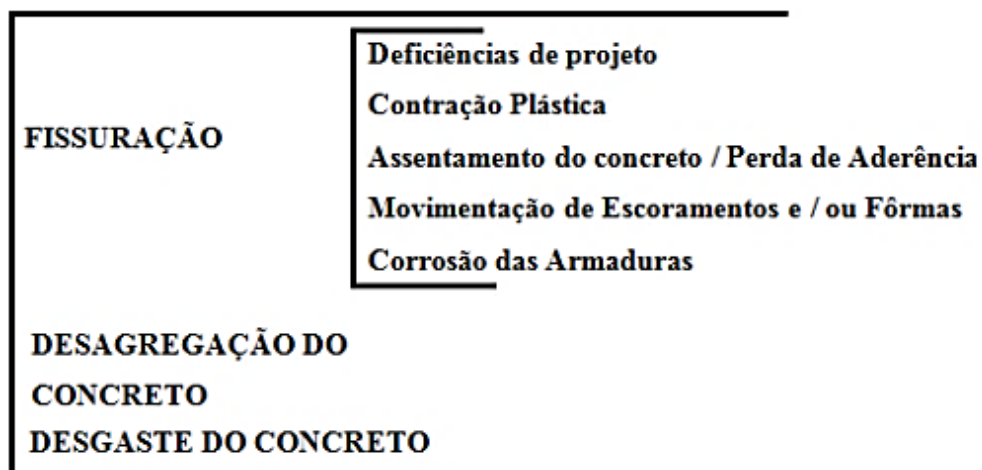 FISSURAÇÃO
Deficiências de projeto
Contração Plástica
Assentamento do concreto / Perda de Aderência
Movimentação de Escoramentos e / ou Fôrmas
Corrosão das Armaduras
DESAGREGAÇÃO DO
CONCRETO
DESGASTE DO CONCRETO